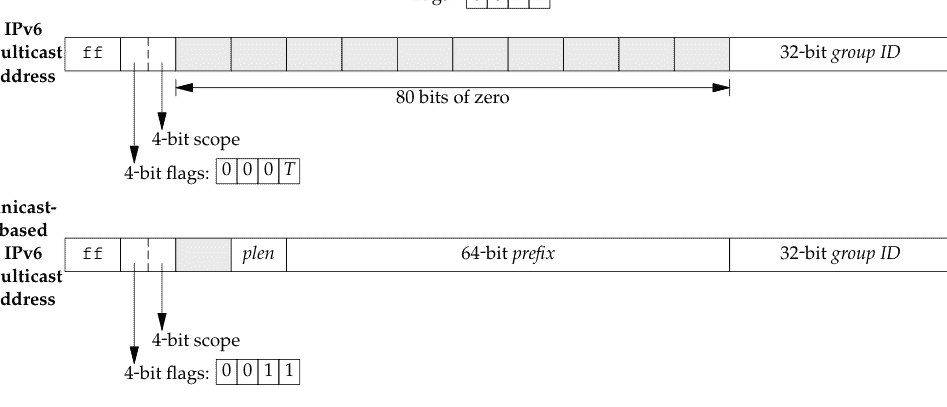 IPv6
ulticast
ddress
ff
32-bit group ID
80 bits of zero
4-bit scope
4-bit flags: 0 0 0 T
nicast-
based
IPv6
ulticast
ddress
ff
plen
64-bit prefix
32-bit group ID
4-bit scope
4-bit flags: 0 0 1 1